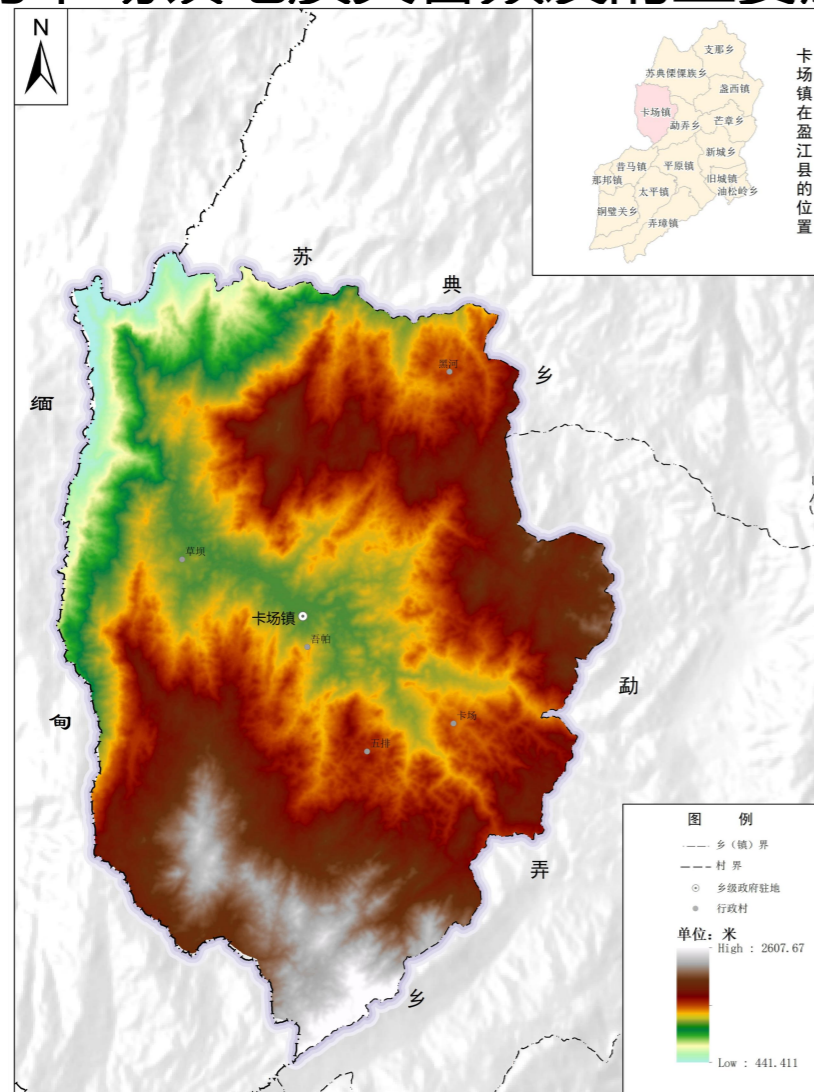 N
支那乡
苏典傈僳族乡
盏西镇
卡场镇
勐弄乡
芒章乡
新城乡
昔马镇
平原镇
那邦镇
旧城镇
太平镇
油松岭乡
铜壁关乡
弄璋镇
卡场镇在盈江县的位置
苏
典
乡
黑河
缅
草坝
卡场镇
吾帕
勐
甸
卡场
五排
弄
乡
图 例
乡（镇）界
村 界
乡级政府驻地
行政村
单位：米
High : 2607.67
Low : 441.411